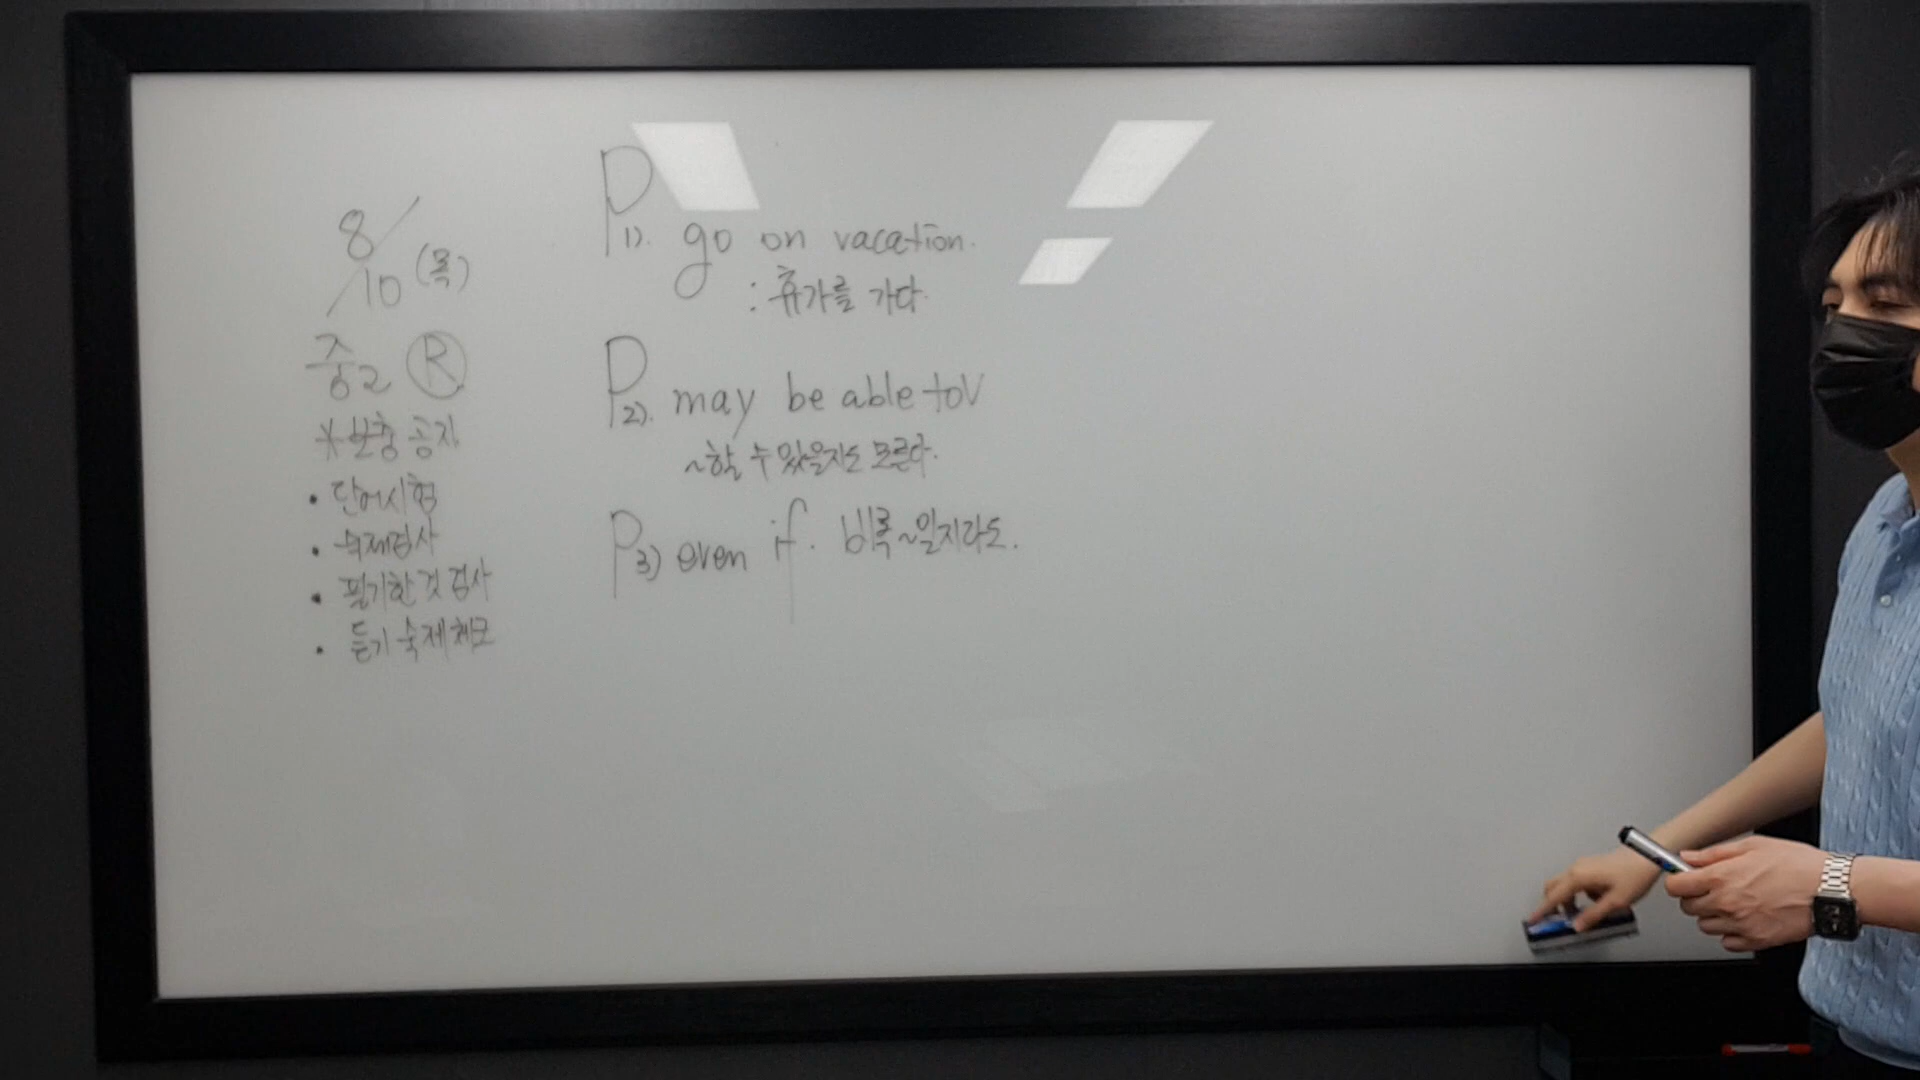 8/10 (목)
중2 Ⓡ
*보충 공지
• 단어시험
• 숙제검사
• 필기한 것 검사
• 듣기 숙제 체크
P1). go on vacation.
: 휴가를 가다.
P2). may be able to V
~할 수 있을지도 모른다.
P3) even if. 비록 ~일지라도.